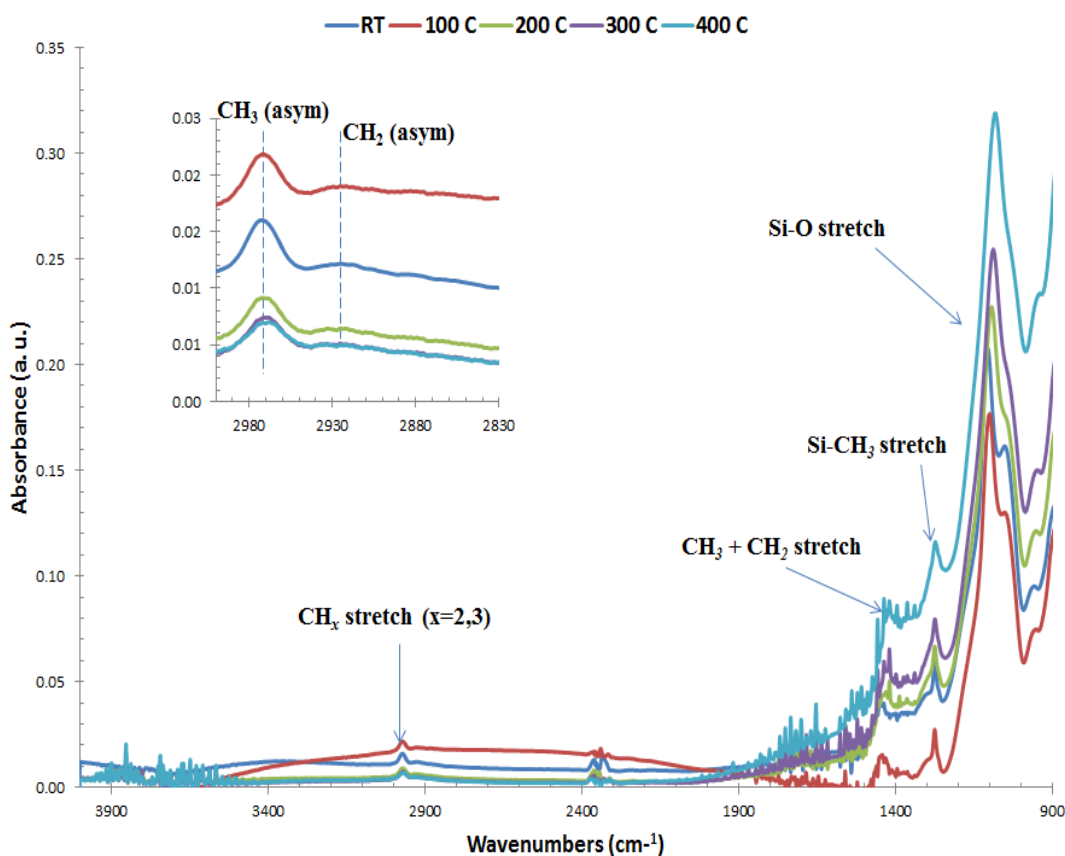 RT 100 C 200 C 300 C 400 C
0.35
0.30
0.25
0.20
0.15
0.10
0.05
0.00
Absorbance (a. u.)
CH3 (asym)
CH2 (asym)
0.03
0.02
0.02
0.01
0.01
0.00
2980 2930 2880 2830
Si-O stretch
Si-CH3 stretch
CH3 + CH2 stretch
CHx stretch (x=2,3)
3900 3400 2900 2400 1900 1400 900
Wavenumbers (cm-1)